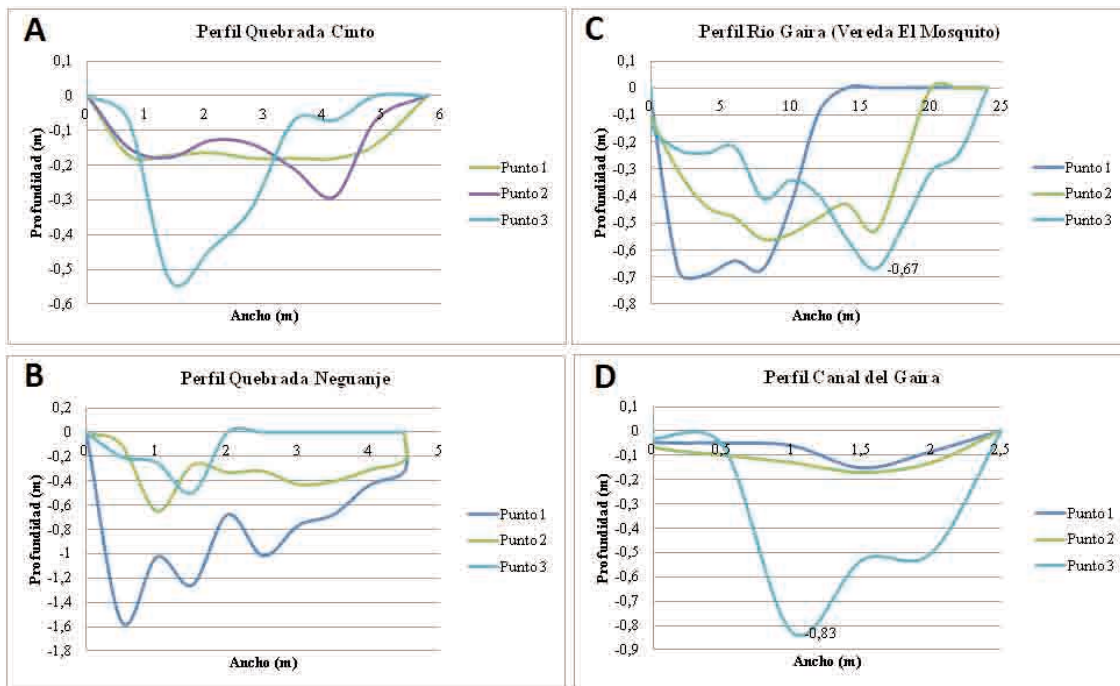 A
Perfil Quebrada Cinto
0,1
0
-0,1
-0,2
-0,3
-0,4
-0,5
-0,6
0 1 2 3 4 5 6
Profundidad (m)
Ancho (m)
Punto 1
Punto 2
Punto 3
C
Perfil Rio Gaira (Vereda El Mosquito)
0,1
0
-0,1
-0,2
-0,3
-0,4
-0,5
-0,6
-0,7
-0,8
0 5 10 15 20 25
-0,67
Profundidad (m)
Ancho (m)
Punto 1
Punto 2
Punto 3
B
Perfil Quebrada Neguanje
0,2
0
-0,2
-0,4
-0,6
-0,8
-1
-1,2
-1,4
-1,6
-1,8
0 1 2 3 4 5
Profundidad (m)
Ancho (m)
Punto 1
Punto 2
Punto 3
D
Perfil Canal del Gaira
0,1
0
-0,1
-0,2
-0,3
-0,4
-0,5
-0,6
-0,7
-0,8
-0,9
0 0,5 1 1,5 2 2,5
-0,83
Profundidad (m)
Ancho (m)
Punto 1
Punto 2
Punto 3